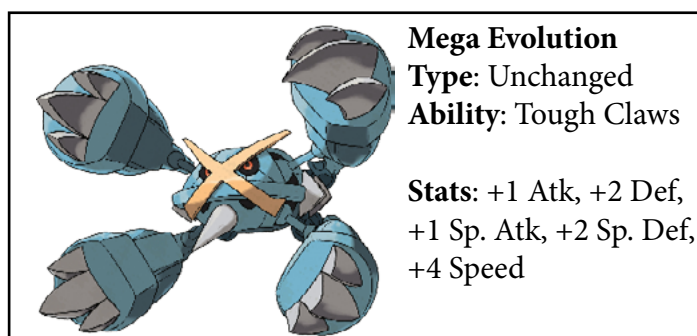 Mega Evolution
Type: Unchanged
Ability: Tough Claws
Stats: +1 Atk, +2 Def,
+1 Sp. Atk, +2 Sp. Def,
+4 Speed